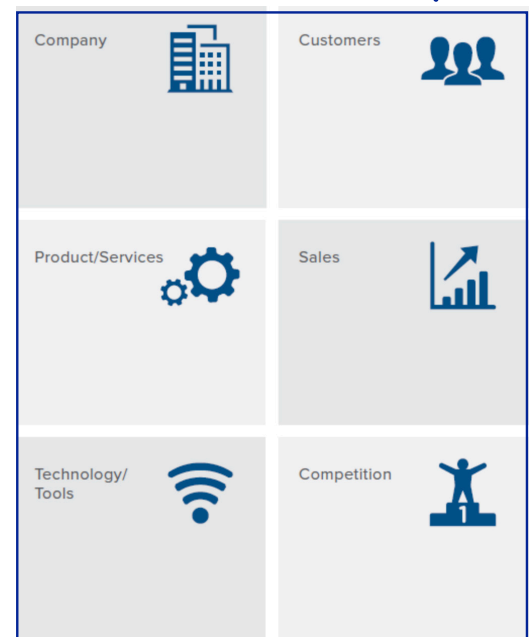 Company
Customers
Product/Services
Sales
Technology/
Tools
Competition
1